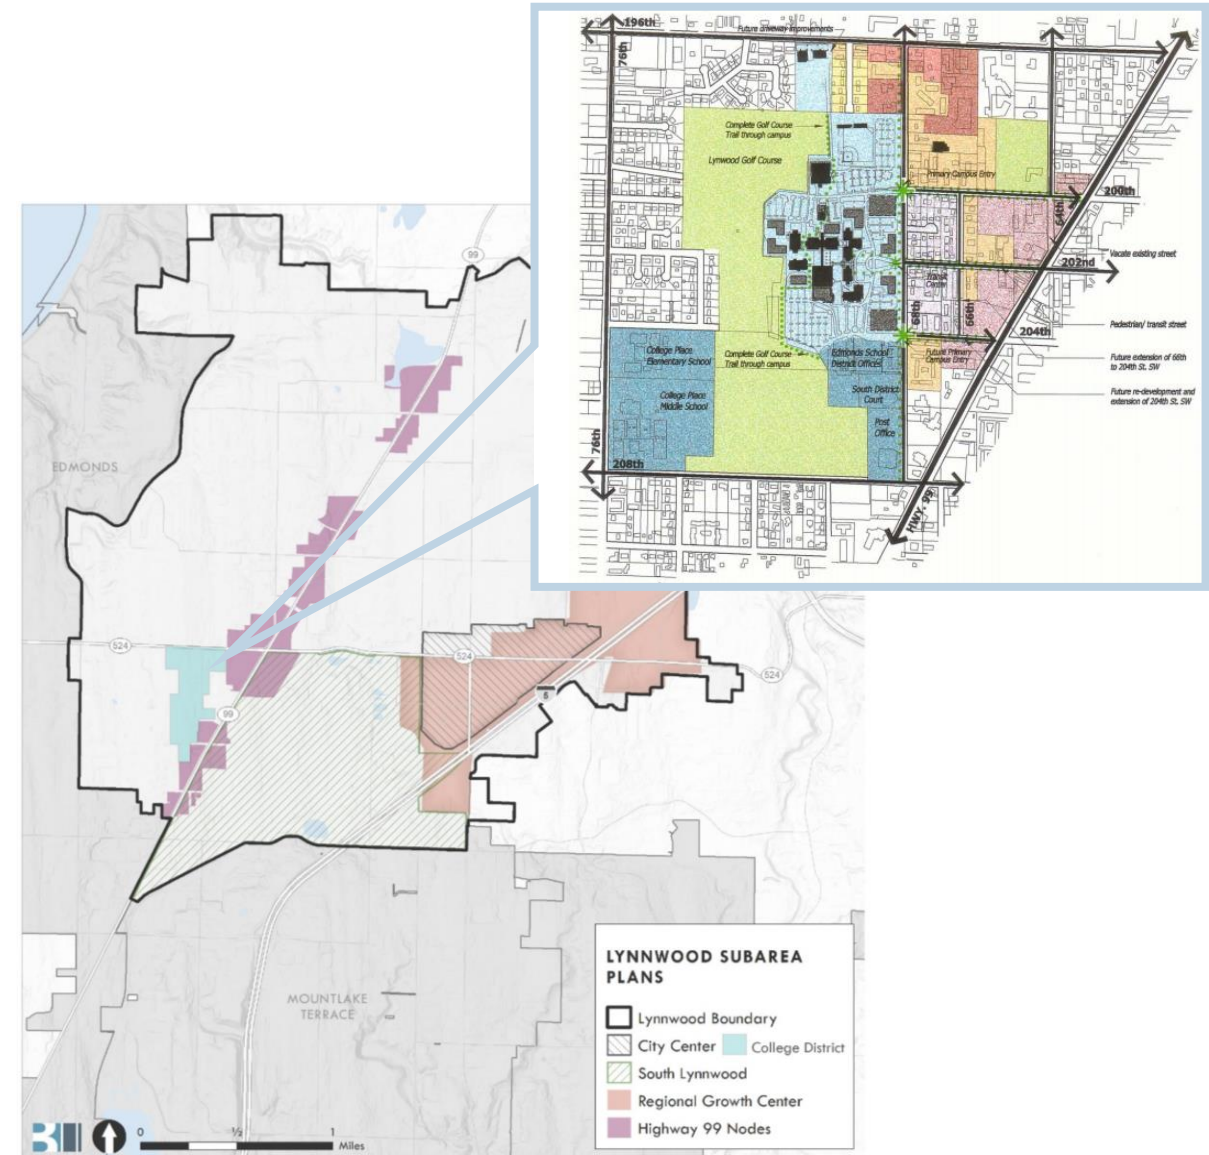 196th
Future driveway improvements
76th
Complete Golf Course
Trail through campus
Lynwood Golf Course
Primary Campus Entry
200th
64th
Vacate existing street
202nd
Transit
Center
68th
66th
204th
Pedestrian/ transit street
College Place
Elementary School
Complete Golf Course
Trail through campus
Edmonds School
District Offices
Future Primary
Campus Entry
Future extension of 66th
to 204th St. SW
South District
Court
Future re-development and
extension of 204th St. SW
College Place
Middle School
Post
Office
76th
208th
HWY. 99
99
EDMONDS
524
524
524
5
99
MOUNTLAKE
TERRACE
LYNNWOOD SUBAREA
PLANS
Lynnwood Boundary
City Center
College District
South Lynnwood
Regional Growth Center
Highway 99 Nodes
0
½
1
Miles